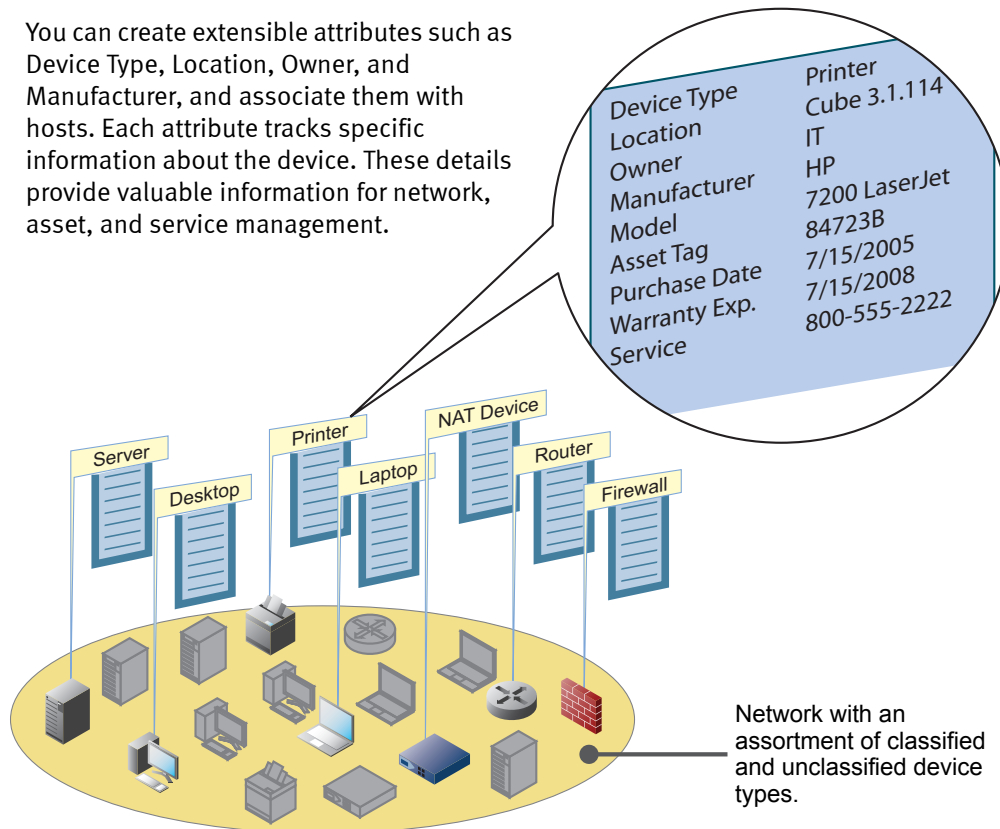 You can create extensible attributes such as
Device Type, Location, Owner, and
Manufacturer, and associate them with
hosts. Each attribute tracks specific
information about the device. These details
provide valuable information for network,
asset, and service management.
Device Type Printer
Location Cube 3.1.114
Owner IT
Manufacturer HP
Model 7200 LaserJet
Asset Tag 84723B
Purchase Date 7/15/2005
Warranty Exp. 7/15/2008
Service 800-555-2222
Server
Desktop
Printer
Laptop
NAT Device
Router
Firewall
Network with an
assortment of classified
and unclassified device
types.